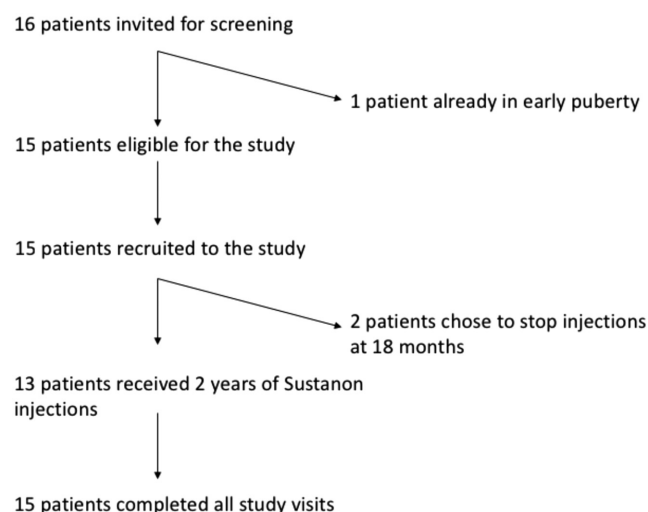 16 patients invited for screening
1 patient already in early puberty
15 patients eligible for the study
15 patients recruited to the study
2 patients chose to stop injections
at 18 months
13 patients received 2 years of Sustanon
injections
15 patients completed all study visits